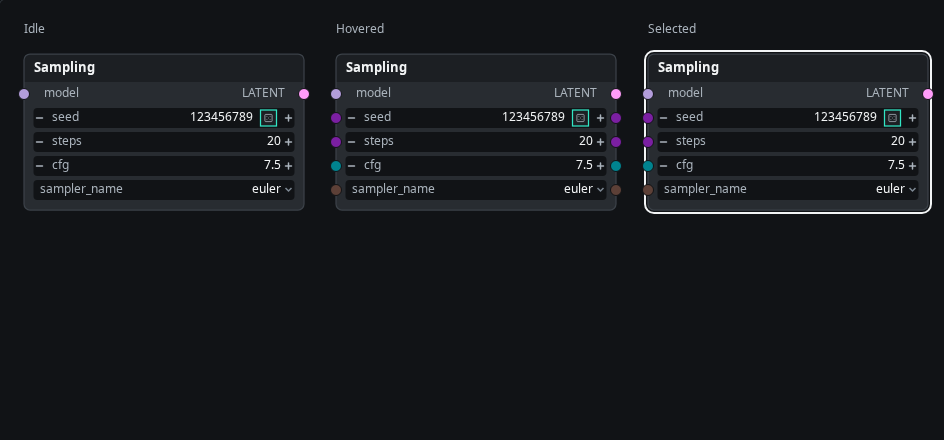 Idle
Hovered
Selected
Sampling
model LATENT
− seed 123456789 +
− steps 20 +
− cfg 7.5 +
sampler_name euler
Sampling
model LATENT
− seed 123456789 +
− steps 20 +
− cfg 7.5 +
sampler_name euler
Sampling
model LATENT
− seed 123456789 +
− steps 20 +
− cfg 7.5 +
sampler_name euler